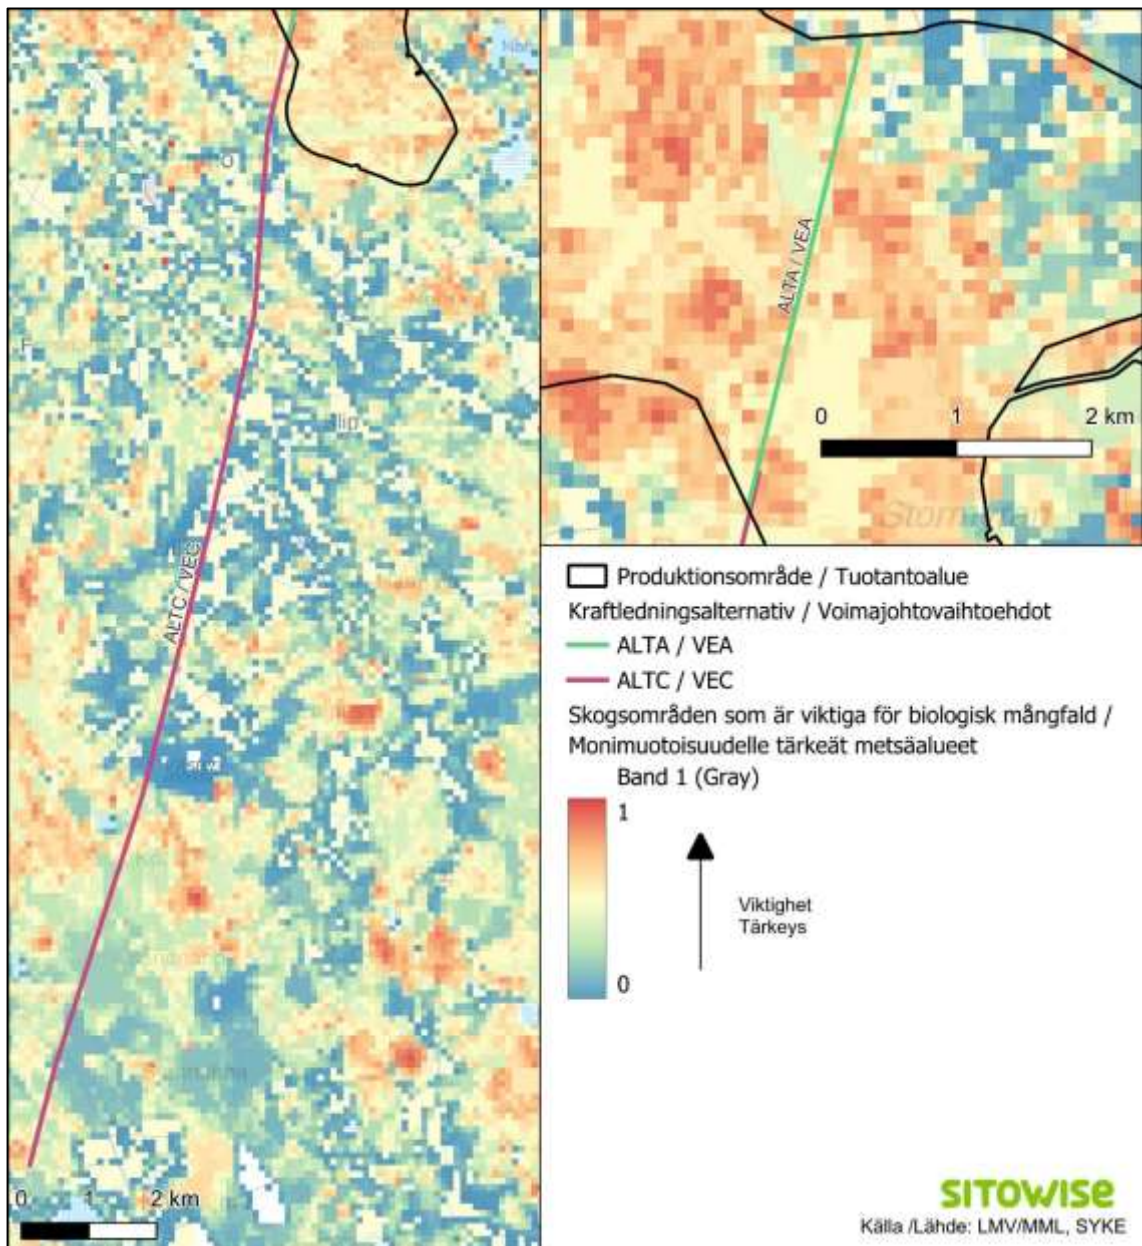 ALTC / VEC
0 1 2 km
ALTA / VEA
0 1 2 km
Produktionsområde / Tuotantoalue
Kraftledningsalternativ / Voimajohtovaihtoehdot
ALTA / VEA
ALTC / VEC
Skogsområden som är viktiga för biologisk mångfald /
Monimuotoisuudelle tärkeät metsäalueet
Band 1 (Gray)
1
0
Viktighet
Tärkeys
SITOWISE
Källa /Lähde: LMV/MML, SYKE